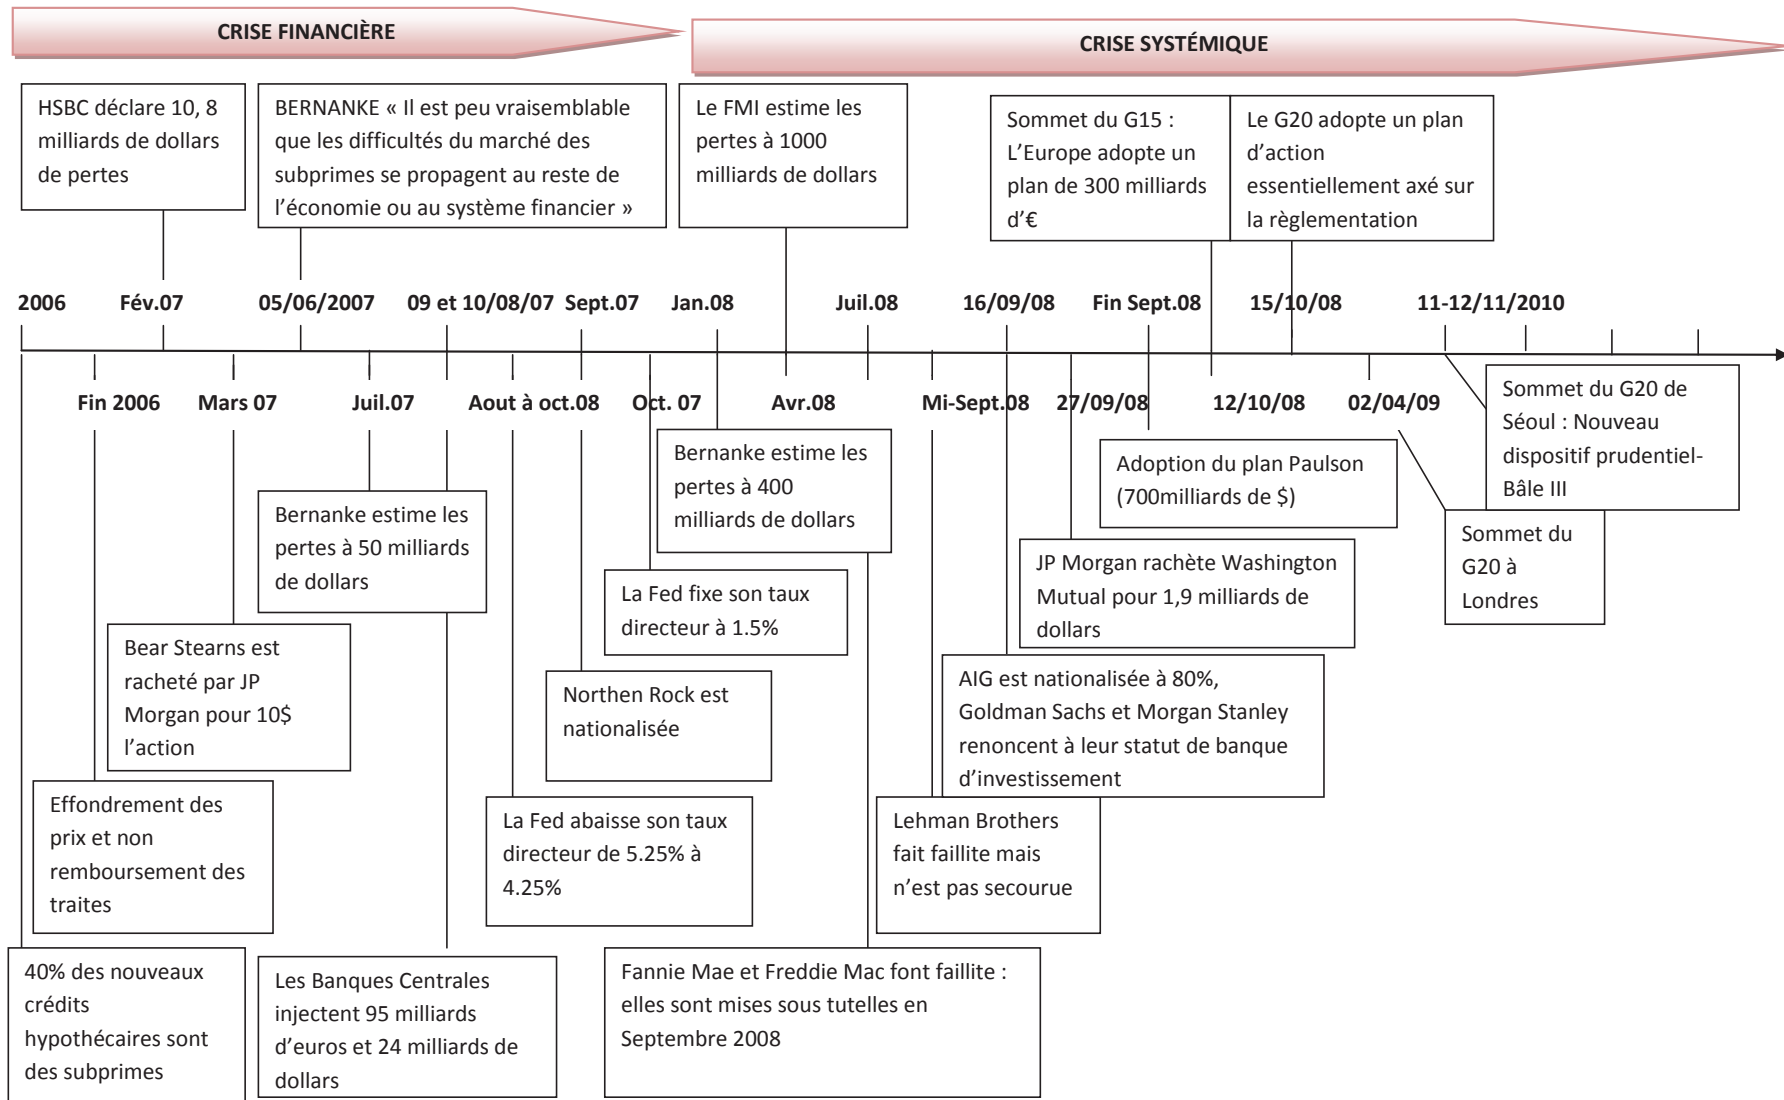 CRISE FINANCIÈRE
CRISE SYSTÉMIQUE
HSBC déclare 10, 8
milliards de dollars
de pertes
BERNANKE « Il est peu vraisemblable
que les difficultés du marché des
subprimes se propagent au reste de
l’économie ou au système financier »
Le FMI estime les
pertes à 1000
milliards de dollars
Sommet du G15 :
L’Europe adopte un
plan de 300 milliards
d’€
Le G20 adopte un plan
d’action
essentiellement axé sur
la règlementation
2006
Fév.07
05/06/2007
09 et 10/08/07
Sept.07
Jan.08
Juil.08
16/09/08
Fin Sept.08
15/10/08
11-12/11/2010
Fin 2006
Mars 07
Juil.07
Aout à oct.08
Oct. 07
Avr.08
Mi-Sept.08
27/09/08
12/10/08
02/04/09
Sommet du G20 de
Séoul : Nouveau
dispositif prudentiel-
Bâle III
Bernanke estime les
pertes à 400
milliards de dollars
Adoption du plan Paulson
(700milliards de $)
Bernanke estime les
pertes à 50 milliards
de dollars
Sommet du
G20 à
Londres
JP Morgan rachète Washington
Mutual pour 1,9 milliards de
dollars
La Fed fixe son taux
directeur à 1.5%
Bear Stearns est
racheté par JP
Morgan pour 10$
l’action
AIG est nationalisée à 80%,
Goldman Sachs et Morgan Stanley
renoncent à leur statut de banque
d’investissement
Northen Rock est
nationalisée
Effondrement des
prix et non
remboursement des
traites
La Fed abaisse son taux
directeur de 5.25% à
4.25%
Lehman Brothers
fait faillite mais
n’est pas secourue
40% des nouveaux
crédits
hypothécaires sont
des subprimes
Les Banques Centrales
injectent 95 milliards
d’euros et 24 milliards de
dollars
Fannie Mae et Freddie Mac font faillite :
elles sont mises sous tutelles en
Septembre 2008